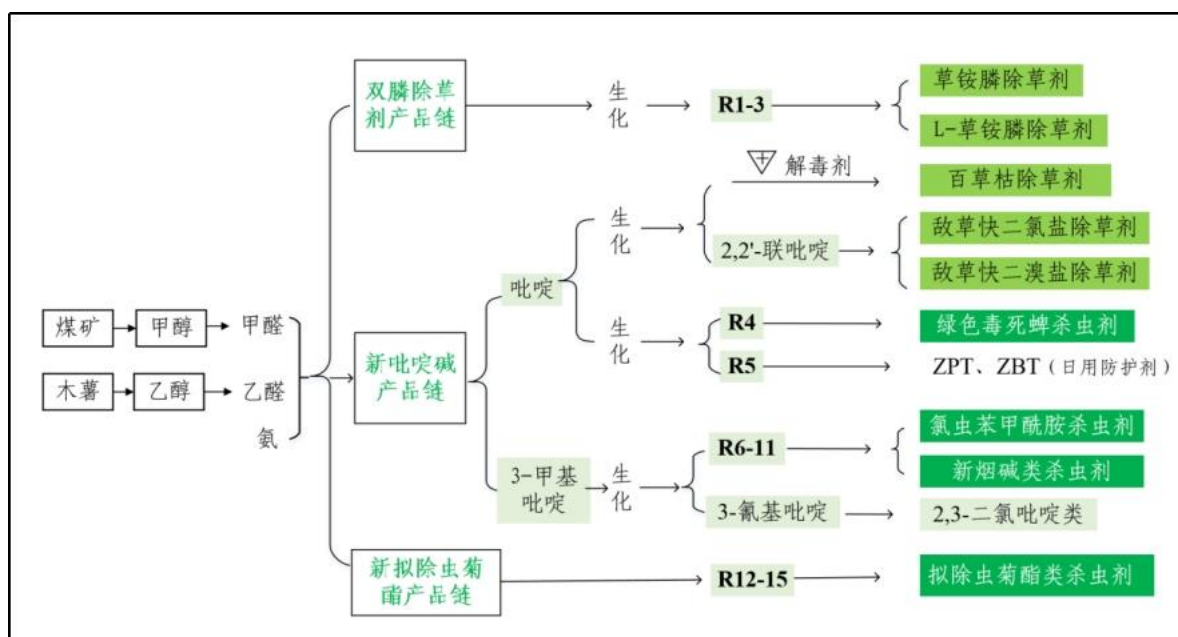 双膦除草
剂产品链
生
化
R1-3
草铵膦除草剂
L-草铵膦除草剂
解毒剂
百草枯除草剂
生
化
2,2'-联吡啶
敌草快二氯盐除草剂
敌草快二溴盐除草剂
吡啶
煤矿
甲醇
甲醛
木薯
乙醇
乙醛
氨
新吡啶碱
产品链
生
化
R4
绿色毒死蜱杀虫剂
R5
ZPT、ZBT（日用防护剂）
3-甲基
吡啶
生
化
R6-11
氯虫苯甲酰胺杀虫剂
新烟碱类杀虫剂
3-氰基吡啶
2,3-二氯吡啶类
新拟除虫菊
酯产品链
R12-15
拟除虫菊酯类杀虫剂